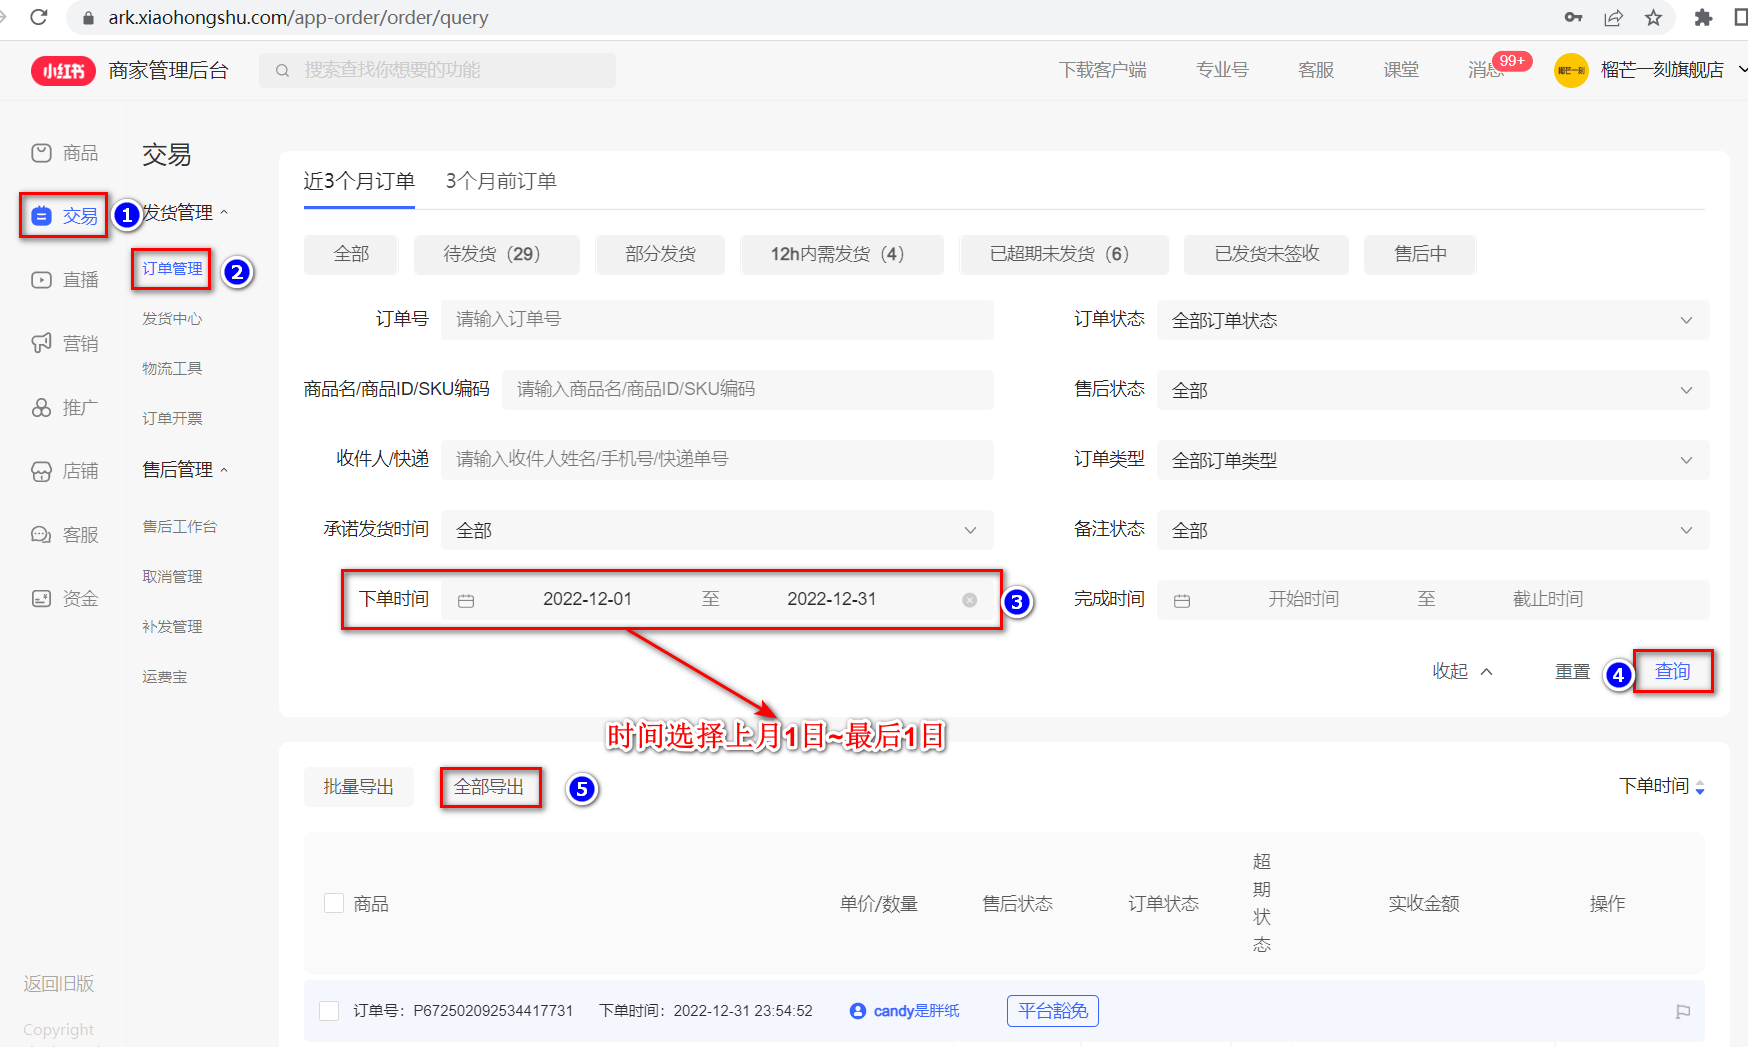 ark.xiaohongshu.com/app-order/order/query
小红书 商家管理后台 搜索查找你想要的功能 下载客户端 专业号 客服 课堂 消息 99+ 榴芒一刻 榴芒一刻旗舰店
商品
交易
直播
营销
推广
店铺
客服
资金
返回旧版
Copyright
交易
1 发货管理
订单管理 2
发货中心
物流工具
订单开票
售后管理
售后工作台
取消管理
补发管理
运费宝
近3个月订单 3个月前订单
全部 待发货（29） 部分发货 12h内需发货（4） 已超期未发货（6） 已发货未签收 售后中
订单号 请输入订单号 订单状态 全部订单状态
商品名/商品ID/SKU编码 请输入商品名/商品ID/SKU编码 售后状态 全部
收件人/快递 请输入收件人姓名/手机号/快递单号 订单类型 全部订单类型
承诺发货时间 全部 备注状态 全部
下单时间 2022-12-01 至 2022-12-31 3 完成时间 开始时间 至 截止时间
收起 重置 4 查询
时间选择上月1日~最后1日
批量导出 全部导出 5 下单时间
商品 单价/数量 售后状态 订单状态 超期状态 实收金额 操作
订单号：P672502092534417731 下单时间：2022-12-31 23:54:52 candy是胖纸 平台豁免